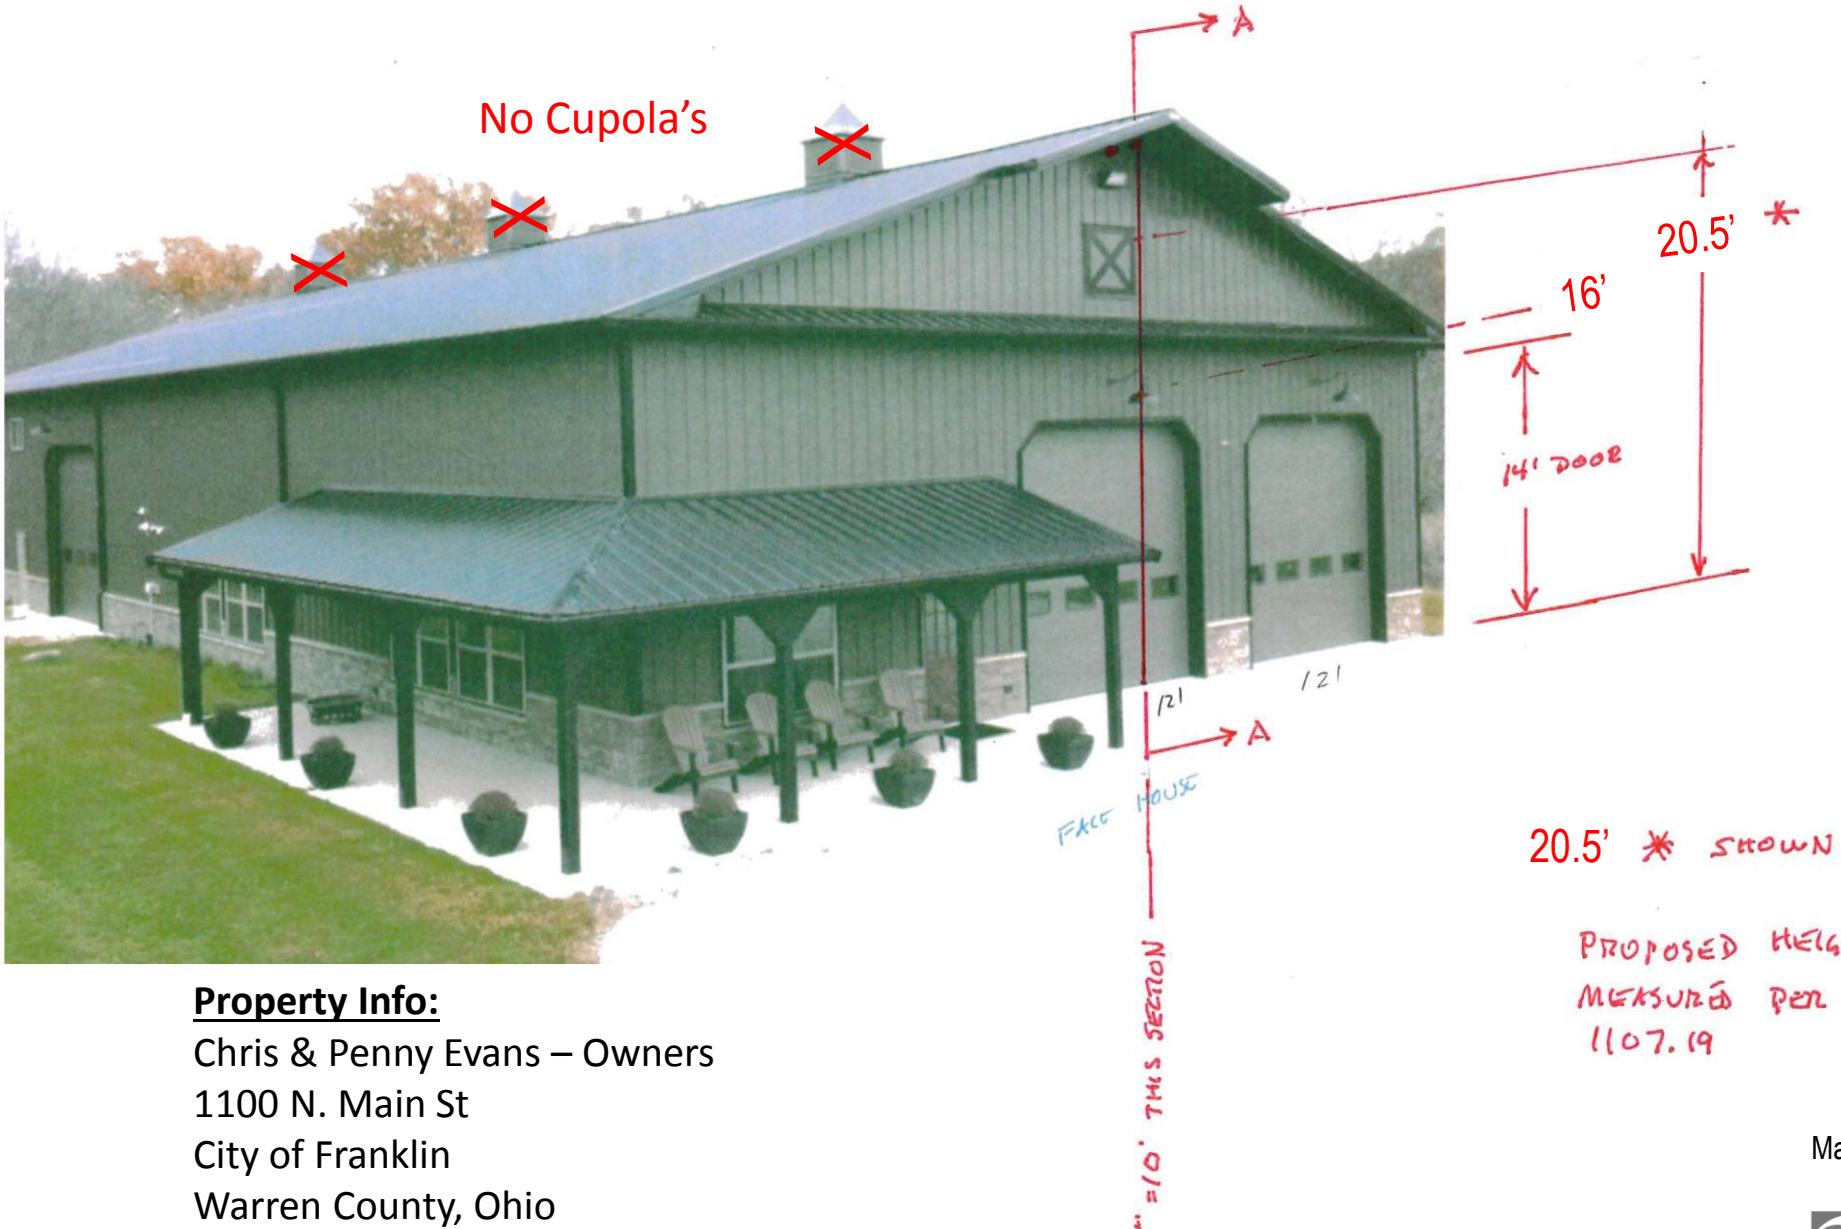 A
No Cupola's
20.5' *
16'
14' DOOR
12'
12'
A
FACE HOUSE
20.5' * SHOWN
PROPOSED
MEASURED PER
1107.19
" =10' THIS SECTION
Property Info:
Chris & Penny Evans – Owners
1100 N. Main St
City of Franklin
Warren County, Ohio